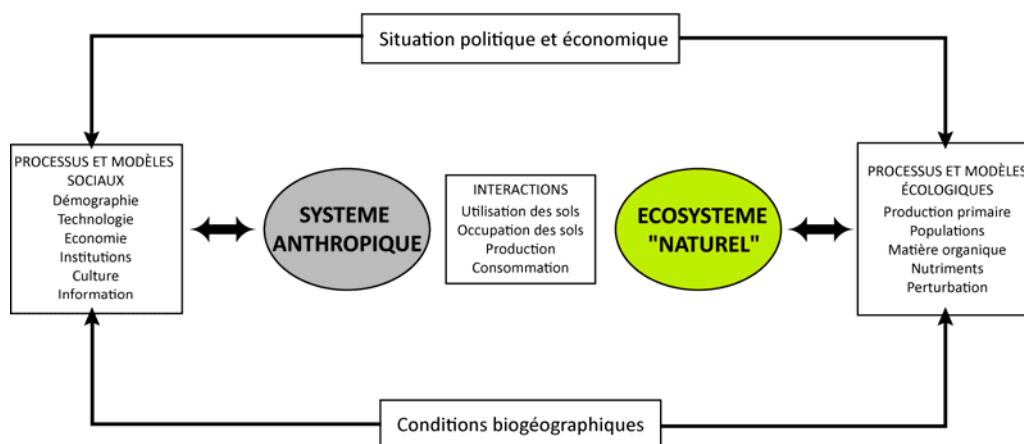 Situation politique et économique
PROCESSUS ET MODÈLES
SOCIAUX
Démographie
Technologie
Economie
Institutions
Culture
Information
SYSTEME
ANTHROPIQUE
INTERACTIONS
Utilisation des sols
Occupation des sols
Production
Consommation
ECOSYSTEME
"NATUREL"
PROCESSUS ET MODÈLES
ÉCOLOGIQUES
Production primaire
Populations
Matière organique
Nutriments
Perturbation
Conditions biogéographiques